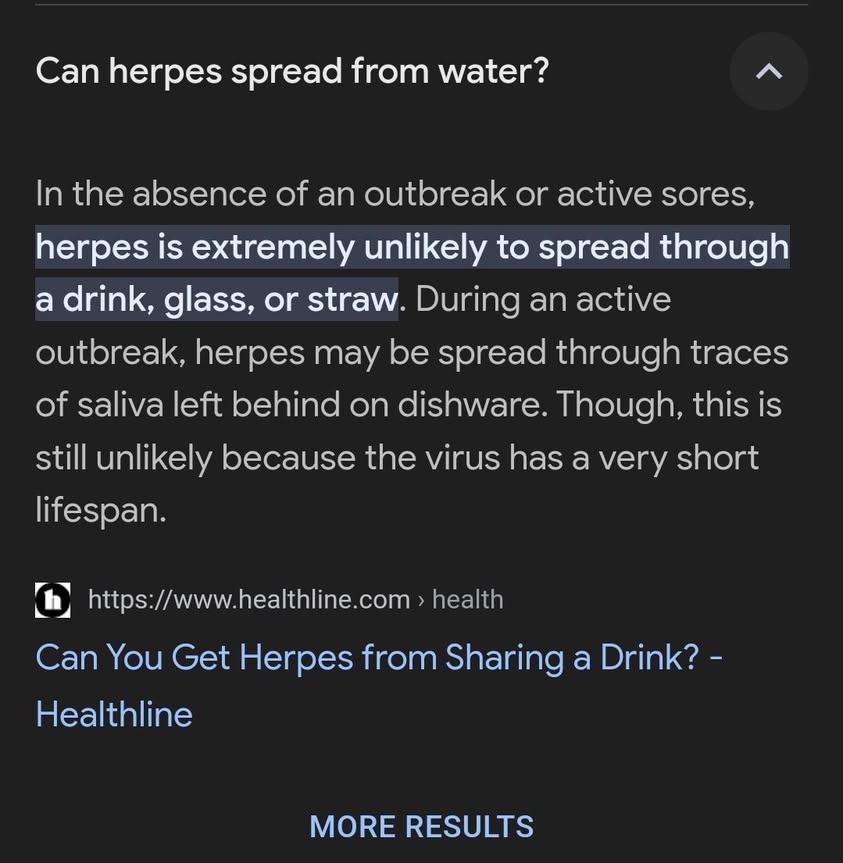 Can herpes spread from water?
In the absence of an outbreak or active sores,
herpes is extremely unlikely to spread through
a drink, glass, or straw. During an active
outbreak, herpes may be spread through traces
of saliva left behind on dishware. Though, this is
still unlikely because the virus has a very short
lifespan.
h https://www.healthline.com › health
Can You Get Herpes from Sharing a Drink? -
Healthline
MORE RESULTS